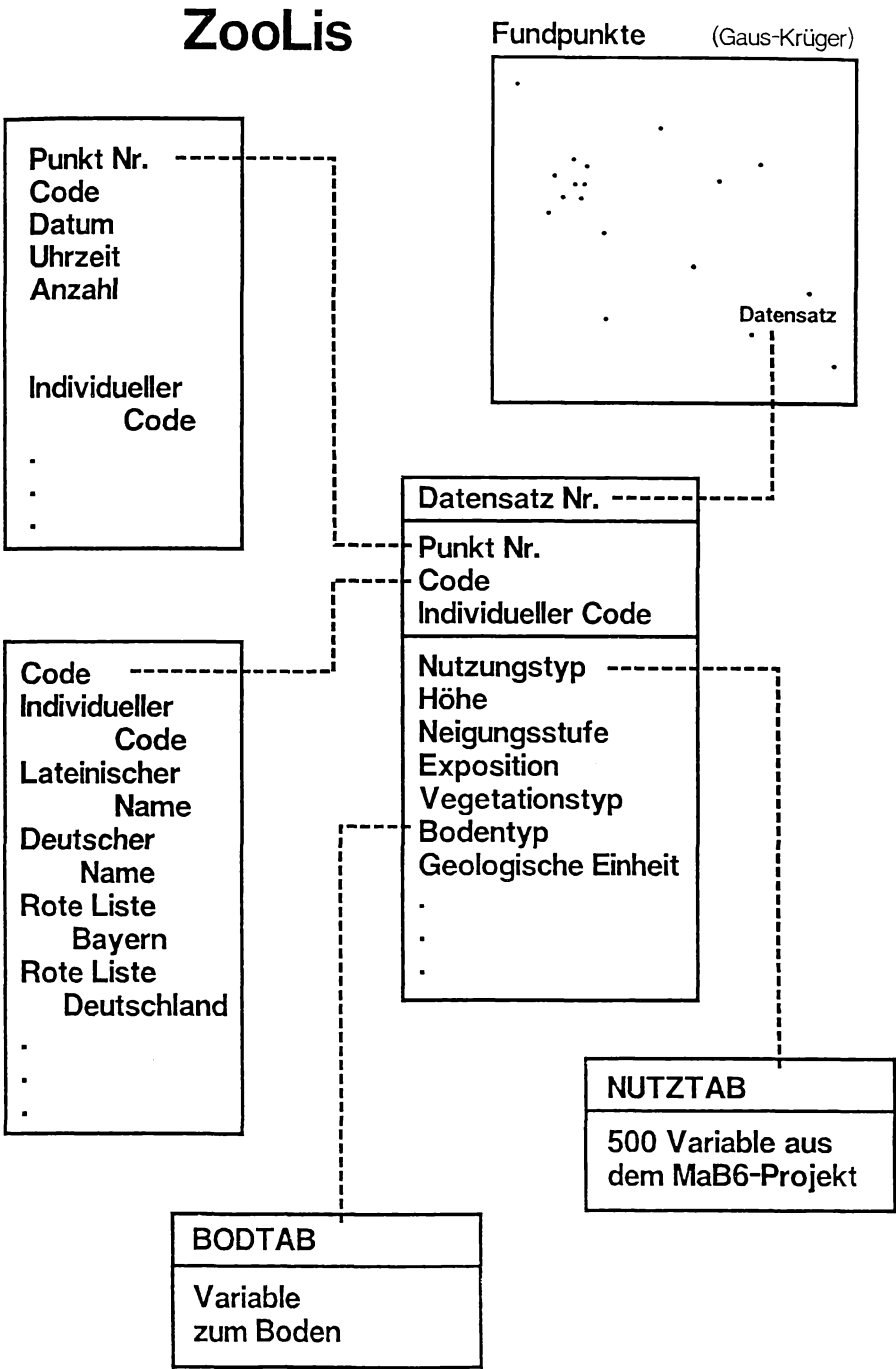 ZooLis
Fundpunkte (Gaus-Krüger)
Datensatz
Punkt Nr.
Code
Datum
Uhrzeit
Anzahl
Individueller
Code
.
.
.
Datensatz Nr.
Punkt Nr.
Code
Individueller Code
Nutzungstyp
Höhe
Neigungsstufe
Exposition
Vegetationstyp
Bodentyp
Geologische Einheit
.
.
.
Code
Individueller
Code
Lateinischer
Name
Deutscher
Name
Rote Liste
Bayern
Rote Liste
Deutschland
.
.
.
NUTZTAB
500 Variable aus
dem MaB6-Projekt
BODTAB
Variable
zum Boden